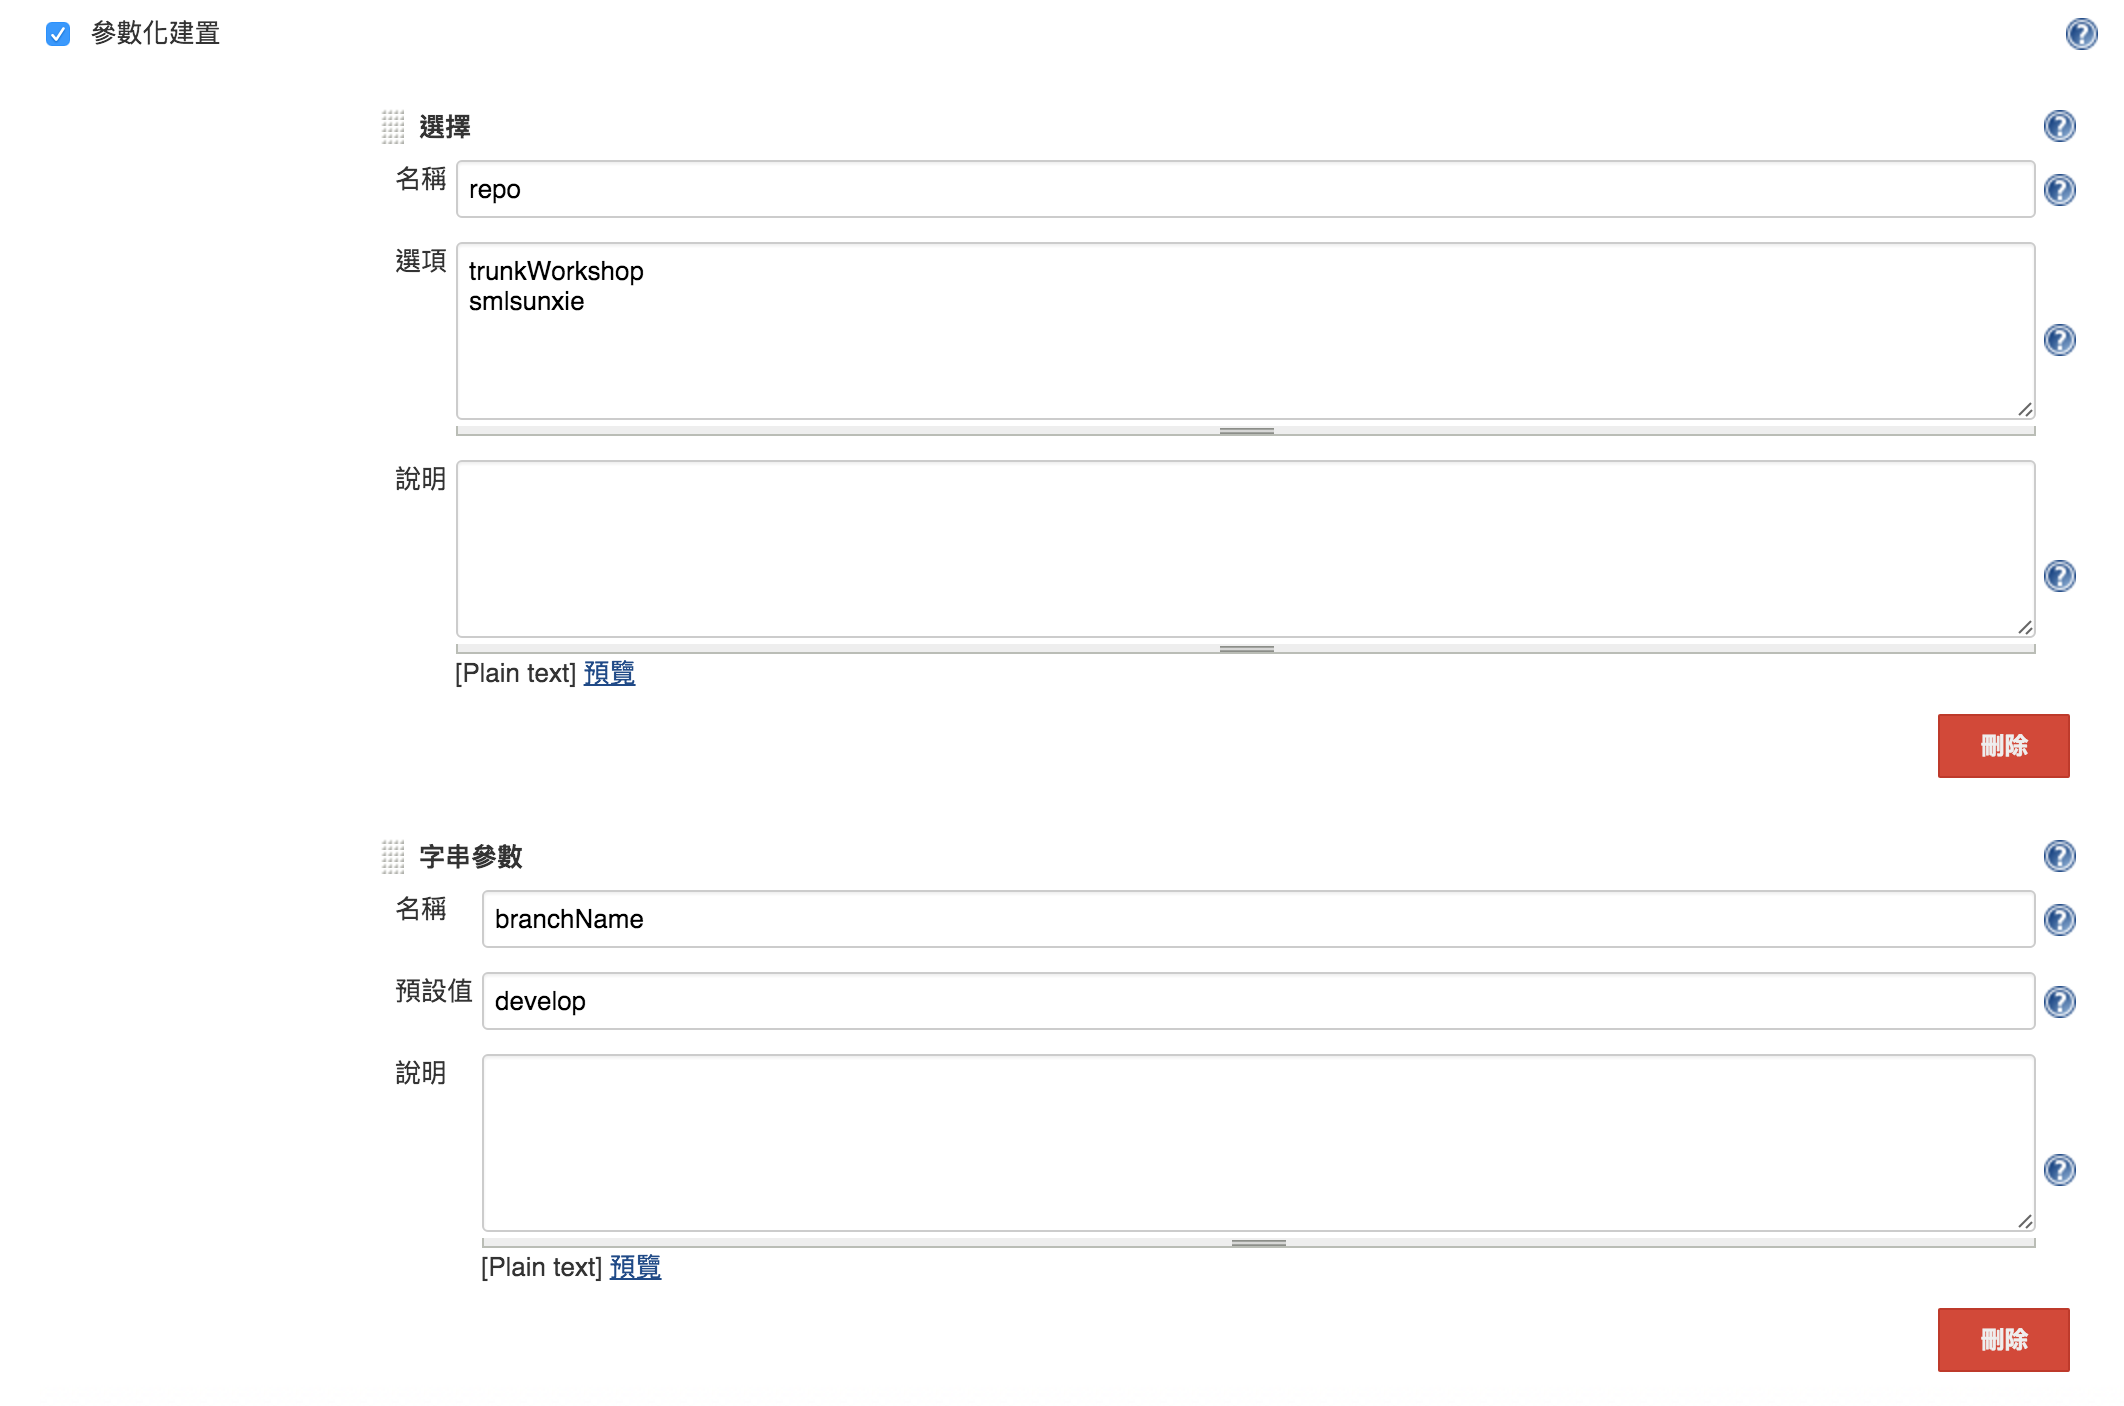 參數化建置
選擇
名稱 repo
選項 trunkWorkshop
smlsunxie
說明
[Plain text] 預覽
刪除
字串參數
名稱 branchName
預設值 develop
說明
[Plain text] 預覽
刪除